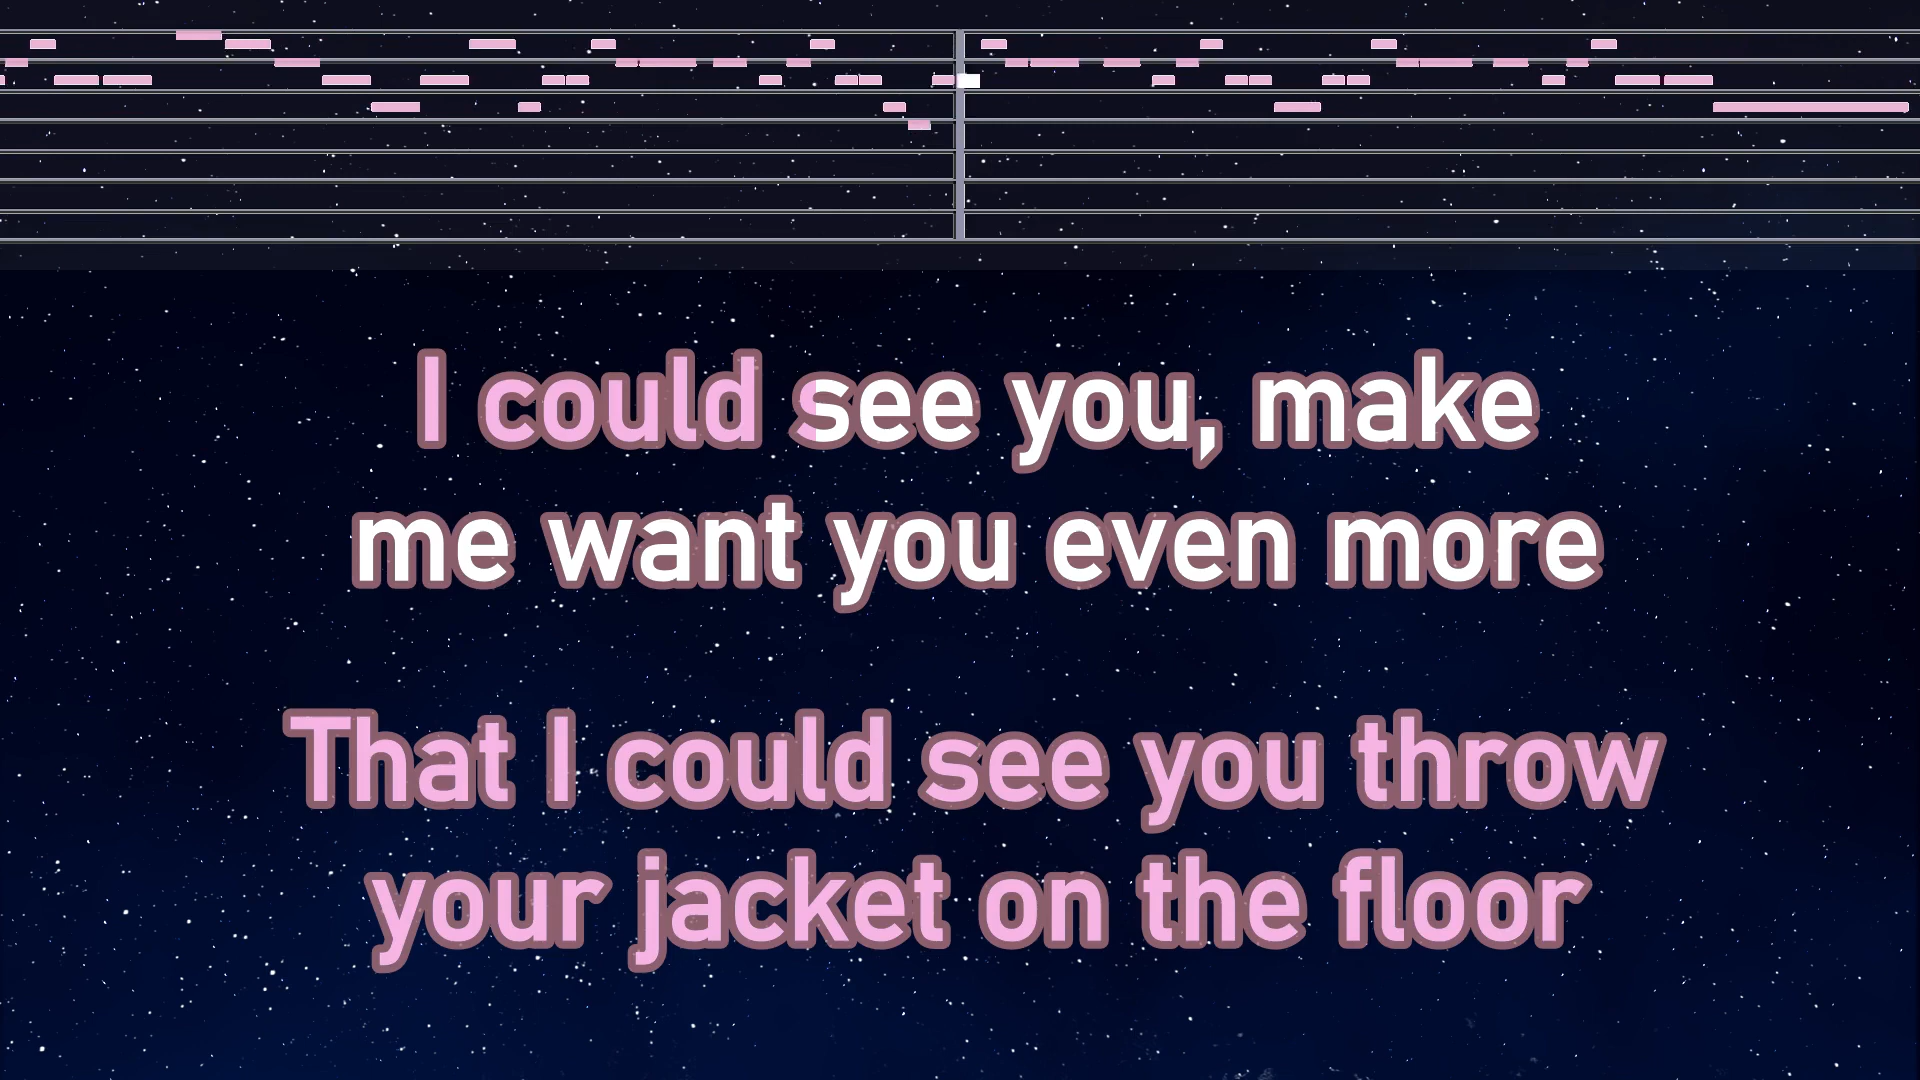 I could see you, make
me want you even more
That I could see you throw
your jacket on the floor